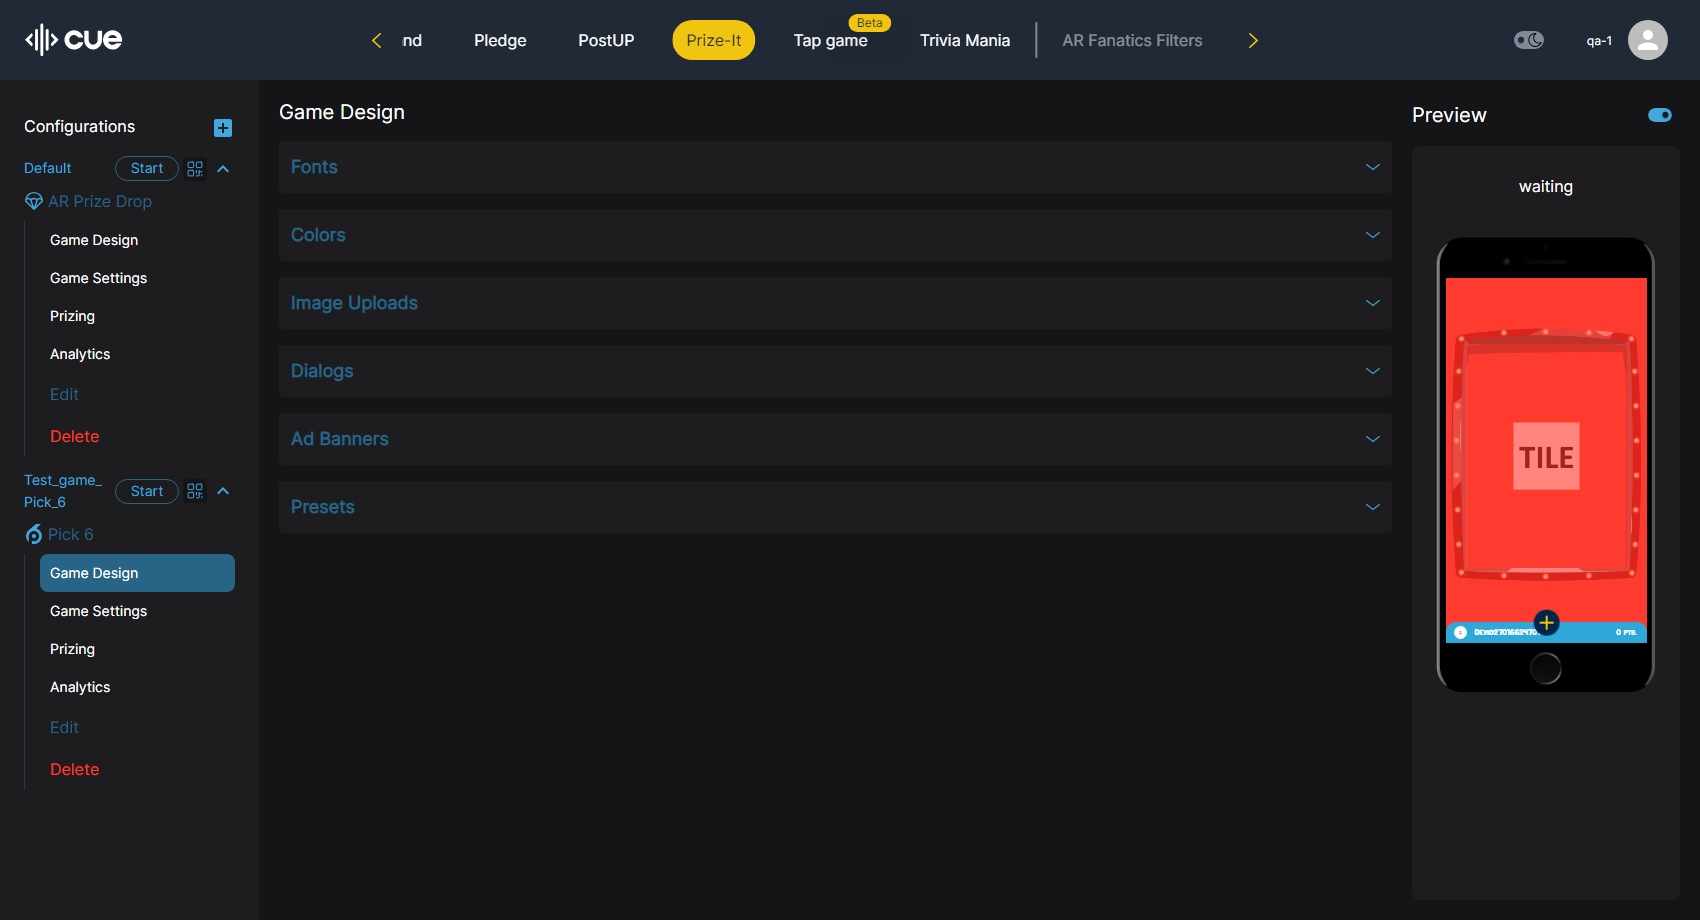 cue
nd
Pledge
PostUP
Prize-It
Beta
Tap game
Trivia Mania
AR Fanatics Filters
qa-1
Configurations
Default
Start
AR Prize Drop
Game Design
Game Settings
Prizing
Analytics
Edit
Delete
Test_game_
Pick_6
Start
Pick 6
Game Design
Game Settings
Prizing
Analytics
Edit
Delete
Game Design
Fonts
Colors
Image Uploads
Dialogs
Ad Banners
Presets
Preview
waiting
TILE
0 PTS.